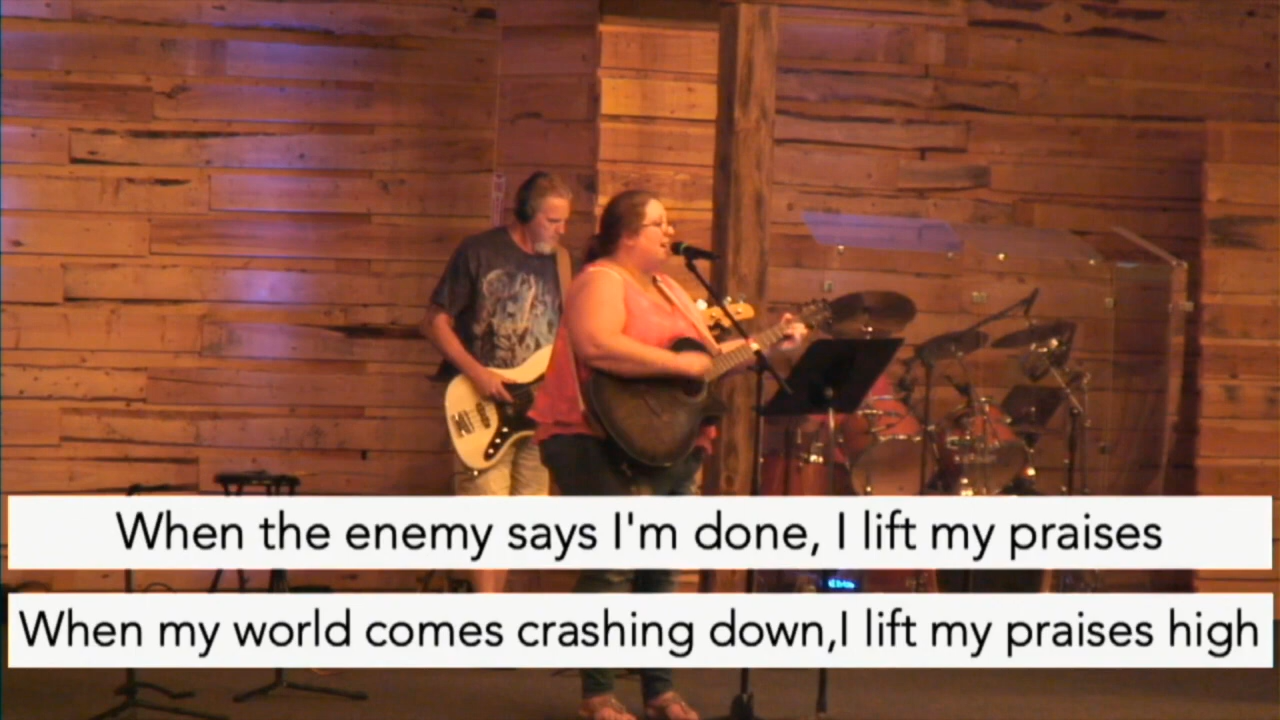 When the enemy says I'm done, I lift my praises
When my world comes crashing down,I lift my praises high